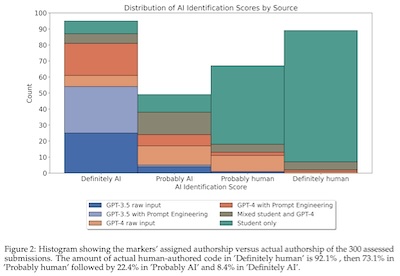 Distribution of AI Identification Scores by Source
100
90
80
70
60
50
40
30
20
10
0
Count
Definitely AI Probably AI Probably human Definitely human
AI Identification Score
GPT-3.5 raw input GPT-4 with Prompt Engineering
GPT-3.5 with Prompt Engineering Mixed student and GPT-4
GPT-4 raw input Student only
Figure 2: Histogram showing the markers' assigned authorship versus actual authorship of the 300 assessed
submissions. The amount of actual human-authored code in 'Definitely human' is 92.1% , then 73.1% in
'Probably human' followed by 22.4% in 'Probably AI' and 8.4% in 'Definitely AI'.